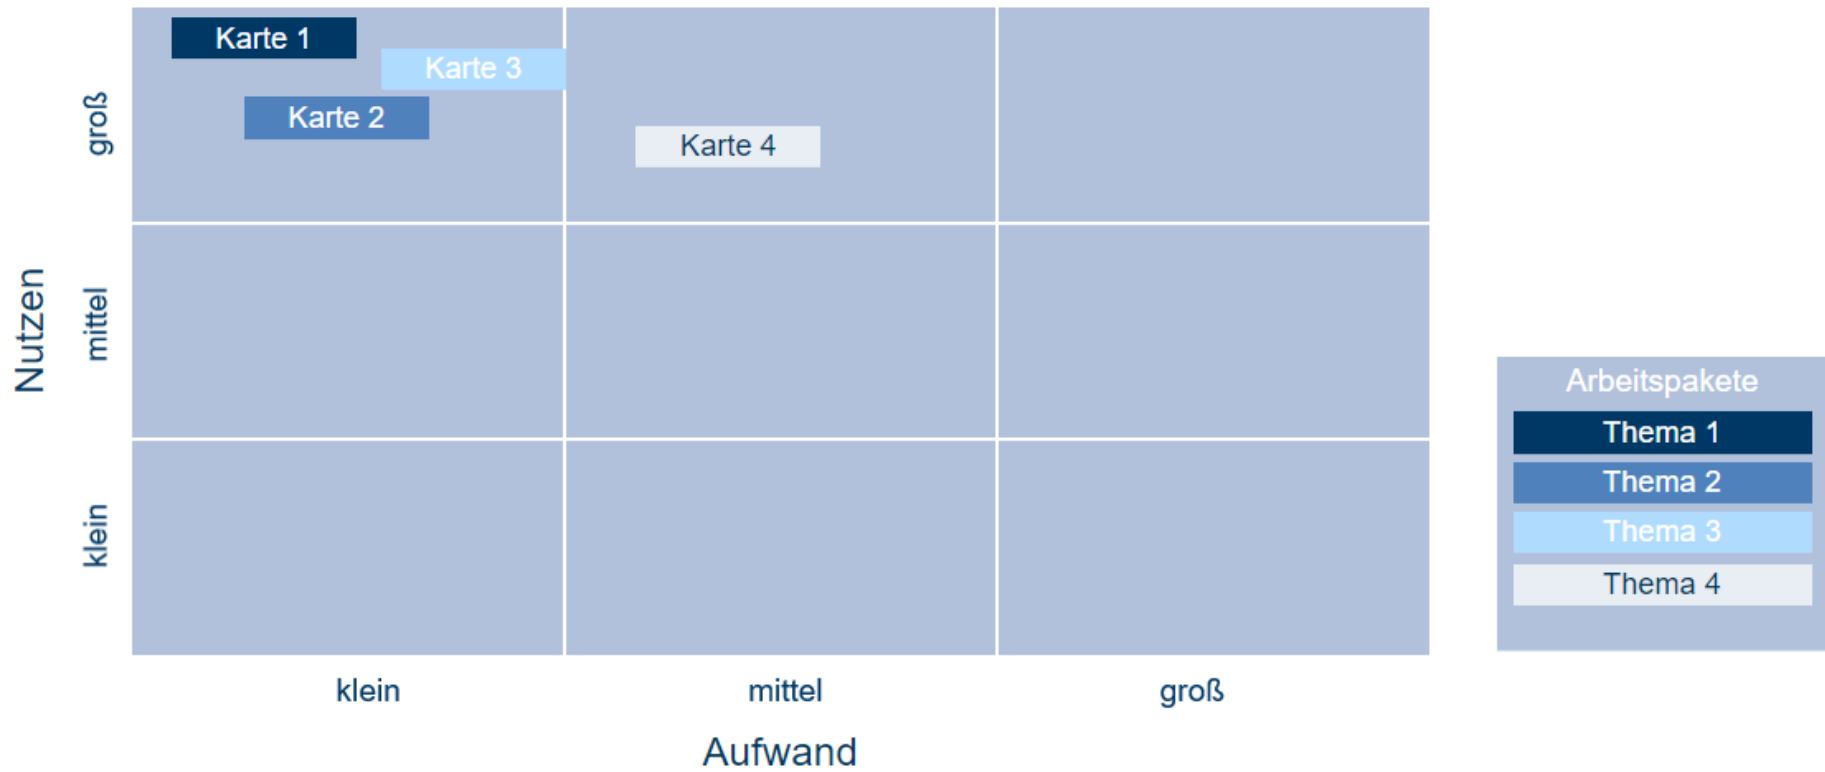 Karte 1
Karte 3
Karte 2
Karte 4
groß
mittel
klein
Nutzen
klein
mittel
groß
Aufwand
Arbeitspakete
Thema 1
Thema 2
Thema 3
Thema 4